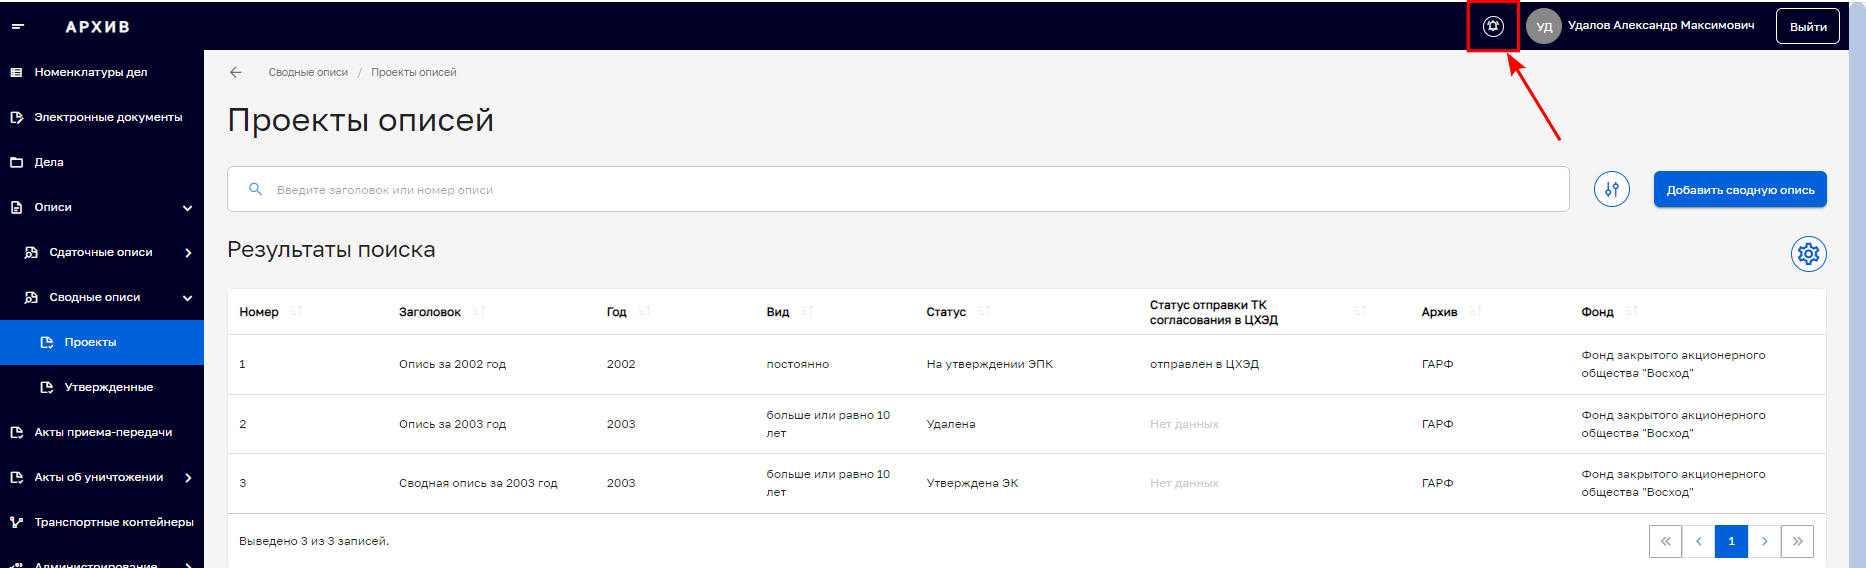 АРХИВ
УД
Удалов Александр Максимович
Выйти
Номенклатуры дел
Электронные документы
Дела
Описи
Сдаточные описи
Сводные описи
Проекты
Утвержденные
Акты приема-передачи
Акты об уничтожении
Транспортные контейнеры
Администрирование
Сводные описи / Проекты описей
Проекты описей
Введите заголовок или номер описи
Добавить сводную опись
Результаты поиска
Номер Заголовок Год Вид Статус Статус отправки ТК согласования в ЦХЭД Архив Фонд
1 Опись за 2002 год 2002 постоянно На утверждении ЭПК отправлен в ЦХЭД ГАРФ Фонд закрытого акционерного общества "Восход"
2 Опись за 2003 год 2003 больше или равно 10 лет Удалена Нет данных ГАРФ Фонд закрытого акционерного общества "Восход"
3 Сводная опись за 2003 год 2003 больше или равно 10 лет Утверждена ЭК Нет данных ГАРФ Фонд закрытого акционерного общества "Восход"
Выведено 3 из 3 записей.
« ‹ 1 › »